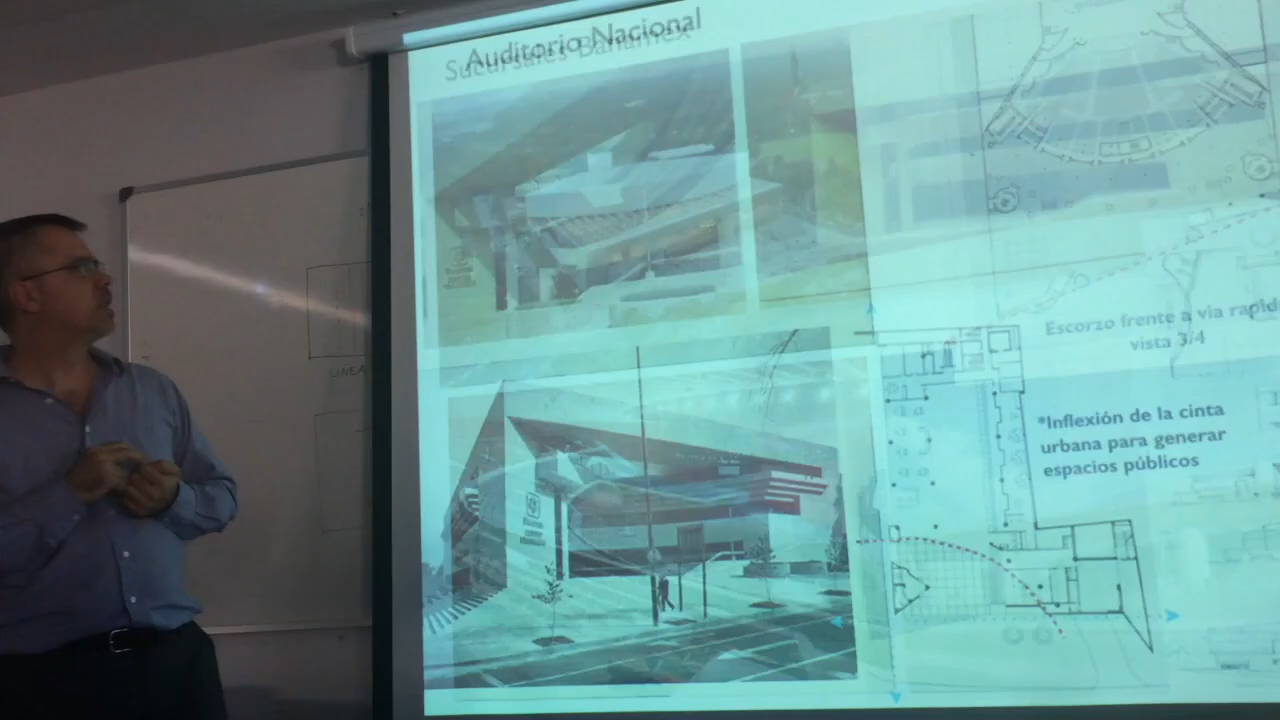 Auditorio Nacional
Sucursales Banamex
LINEA
Escorzo frente a via rapid
vista 3/4
*Inflexión de la cinta
urbana para generar
espacios públicos